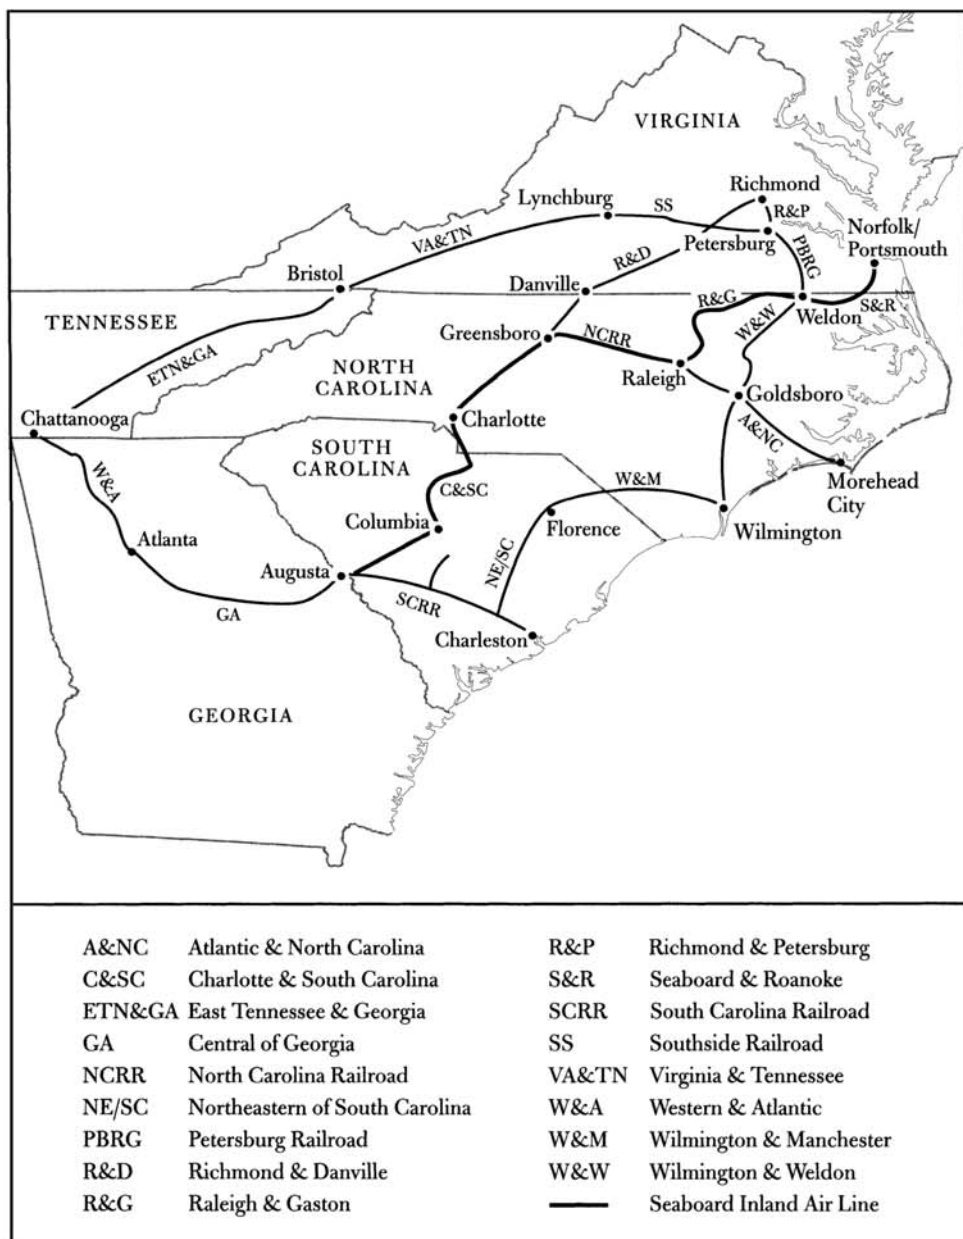 VIRGINIA
Richmond
Lynchburg
SS
R&P
Norfolk/
Portsmouth
VA&TN
Petersburg
PBRG
R&D
Bristol
Danville
R&G
S&R
Weldon
TENNESSEE
W&W
Greensboro
NCRR
ETN&GA
NORTH
CAROLINA
Raleigh
Goldsboro
Chattanooga
Charlotte
A&NC
SOUTH
CAROLINA
W&A
C&SC
W&M
Morehead
City
Columbia
Florence
Wilmington
Atlanta
NE/SC
Augusta
SCRR
GA
Charleston
GEORGIA
A&NC Atlantic & North Carolina
C&SC Charlotte & South Carolina
ETN&GA East Tennessee & Georgia
GA Central of Georgia
NCRR North Carolina Railroad
NE/SC Northeastern of South Carolina
PBRG Petersburg Railroad
R&D Richmond & Danville
R&G Raleigh & Gaston
R&P Richmond & Petersburg
S&R Seaboard & Roanoke
SCRR South Carolina Railroad
SS Southside Railroad
VA&TN Virginia & Tennessee
W&A Western & Atlantic
W&M Wilmington & Manchester
W&W Wilmington & Weldon
Seaboard Inland Air Line